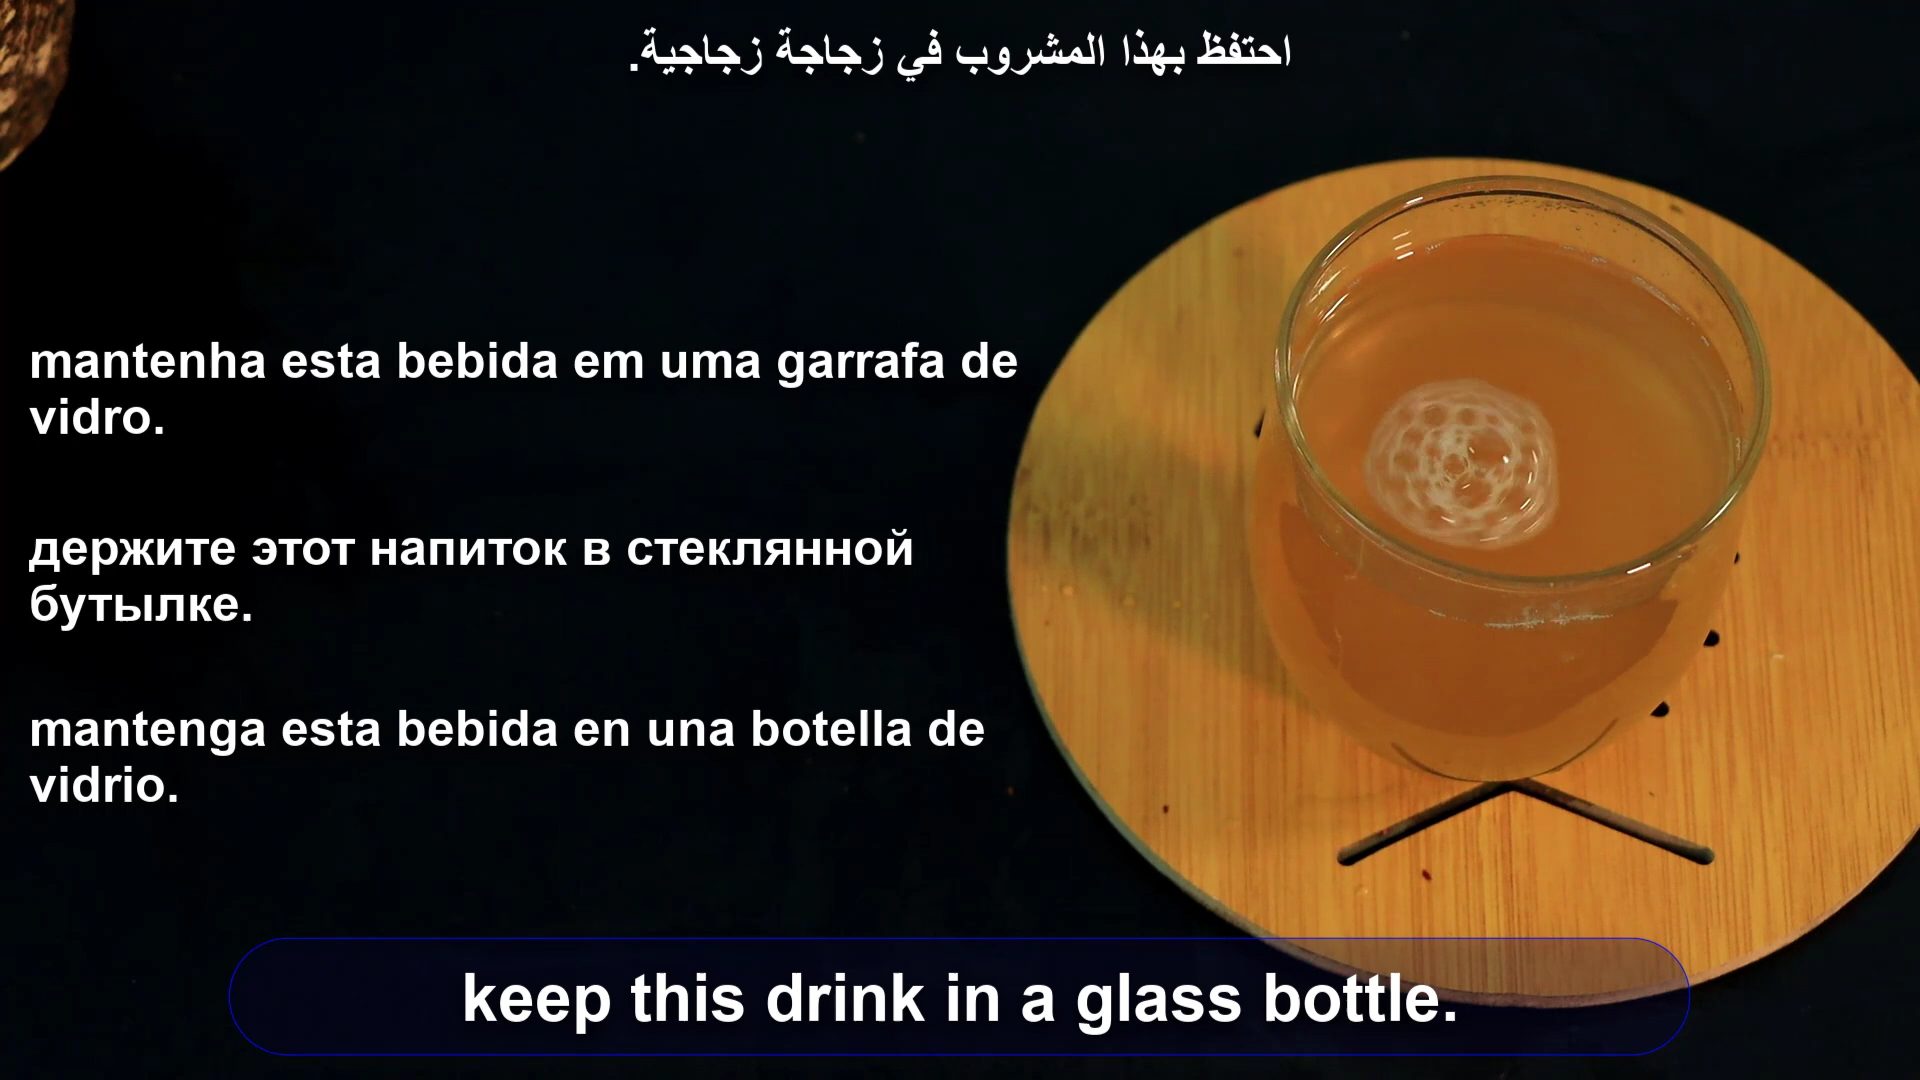 احتفظ بهذا المشروب في زجاجة زجاجية.
mantenha esta bebida em uma garrafa de
vidro.
держите этот напиток в стеклянной
бутылке.
mantenga esta bebida en una botella de
vidrio.
keep this drink in a glass bottle.